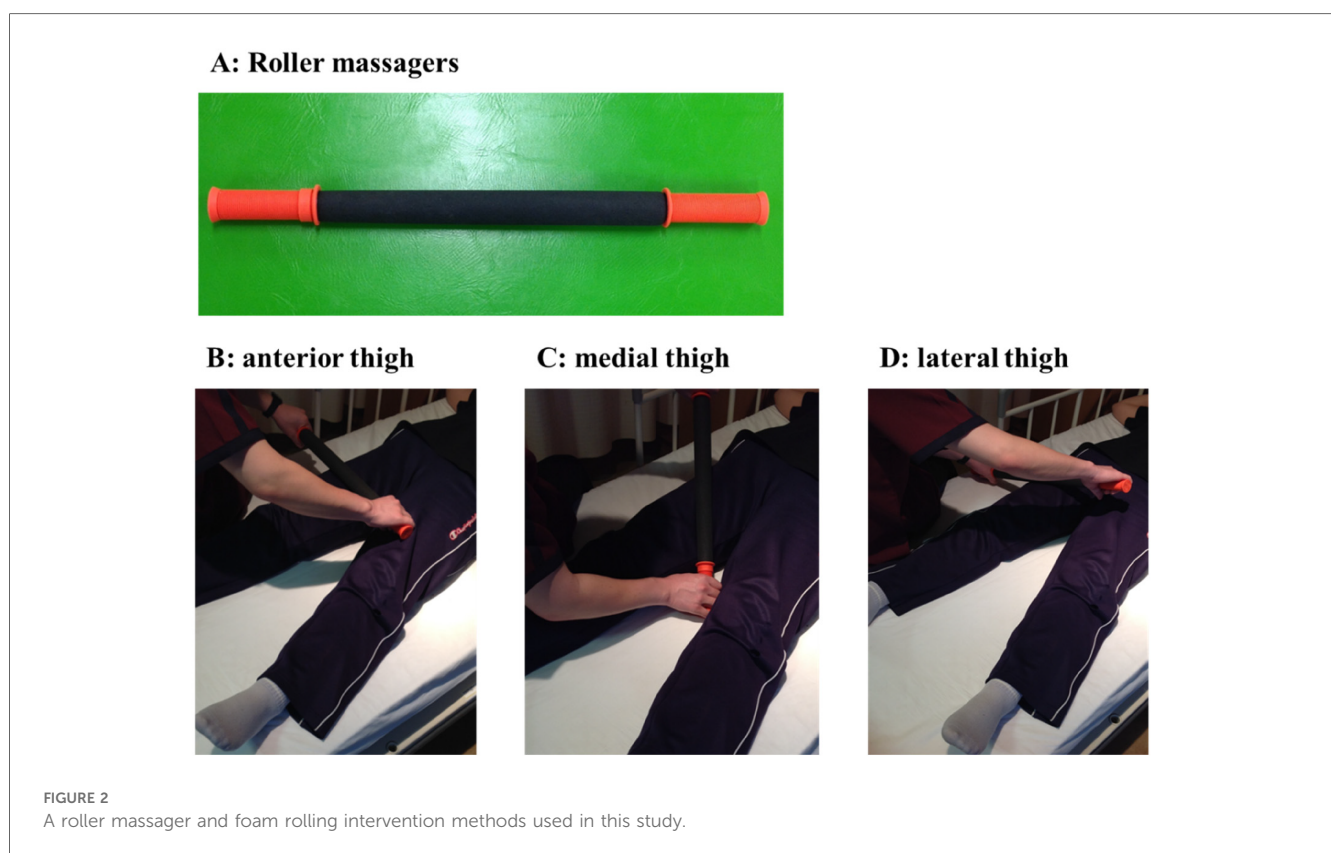 A: Roller massagers
B: anterior thigh
C: medial thigh
D: lateral thigh
Champion
FIGURE 2
A roller massager and foam rolling intervention methods used in this study.